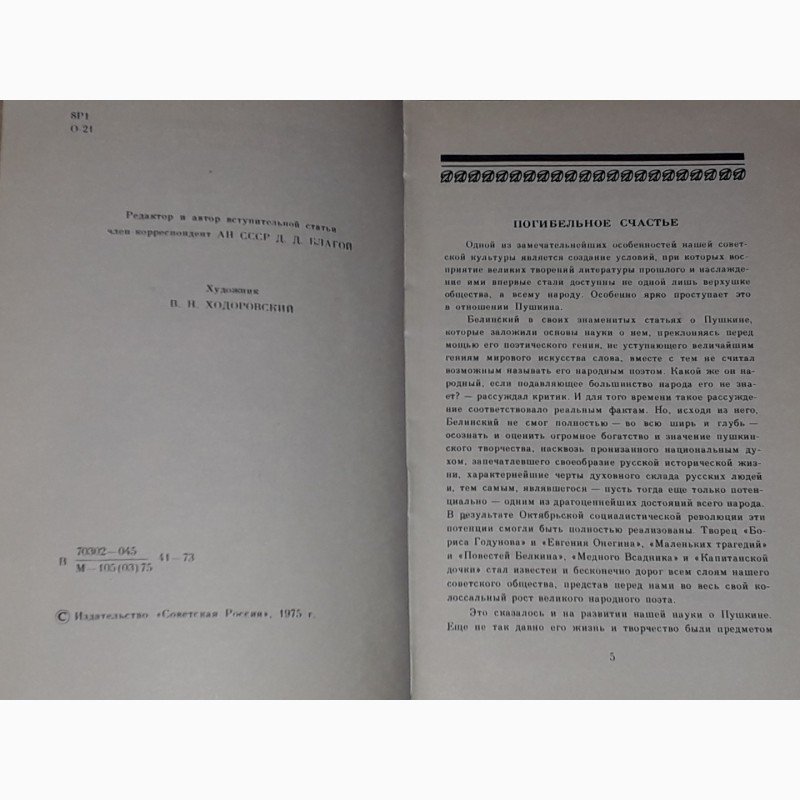 8Р1
О-21
Редактор и автор вступительной статьи
член-корреспондент АН СССР Д. Д. БЛАГОЙ
Художник
В. Н. ХОДОРОВСКИЙ
70302—045
В ———— 41—73
М—105(03)75
© Издательство «Советская Россия», 1975 г.
ПОГИБЕЛЬНОЕ СЧАСТЬЕ
Одной из замечательнейших особенностей нашей совет-
ской культуры является создание условий, при которых вос-
приятие великих творений литературы прошлого и наслажде-
ние ими впервые стали доступны не одной лишь верхушке
общества, а всему народу. Особенно ярко проступает это
в отношении Пушкина.
Белинский в своих знаменитых статьях о Пушкине,
которые заложили основы науки о нем, преклоняясь перед
мощью его поэтического гения, не уступающего величайшим
гениям мирового искусства слова, вместе с тем не считал
возможным называть его народным поэтом. Какой же он на-
родный, если подавляющее большинство народа его не зна-
ет? — рассуждал критик. И для того времени такое рассужде-
ние соответствовало реальным фактам. Но, исходя из него,
Белинский не смог полностью — во всю ширь и глубь —
осознать и оценить огромное богатство и значение пушкин-
ского творчества, насквозь пронизанного национальным ду-
хом, запечатлевшего своеобразие русской исторической жиз-
ни, характернейшие черты духовного склада русских людей
и, тем самым, являвшегося — пусть тогда еще только потен-
циально — одним из драгоценнейших достояний всего народа.
В результате Октябрьской социалистической революции эти
потенции смогли быть полностью реализованы. Творец «Бо-
риса Годунова» и «Евгения Онегина», «Маленьких трагедий»
и «Повестей Белкина», «Медного Всадника» и «Капитанской
дочки» стал известен и бесконечно дорог всем слоям нашего
советского общества, представ перед нами во весь свой ко-
лоссальный рост великого народного поэта.
Это сказалось и на развитии нашей науки о Пушкине.
Еще не так давно его жизнь и творчество были предметом
5